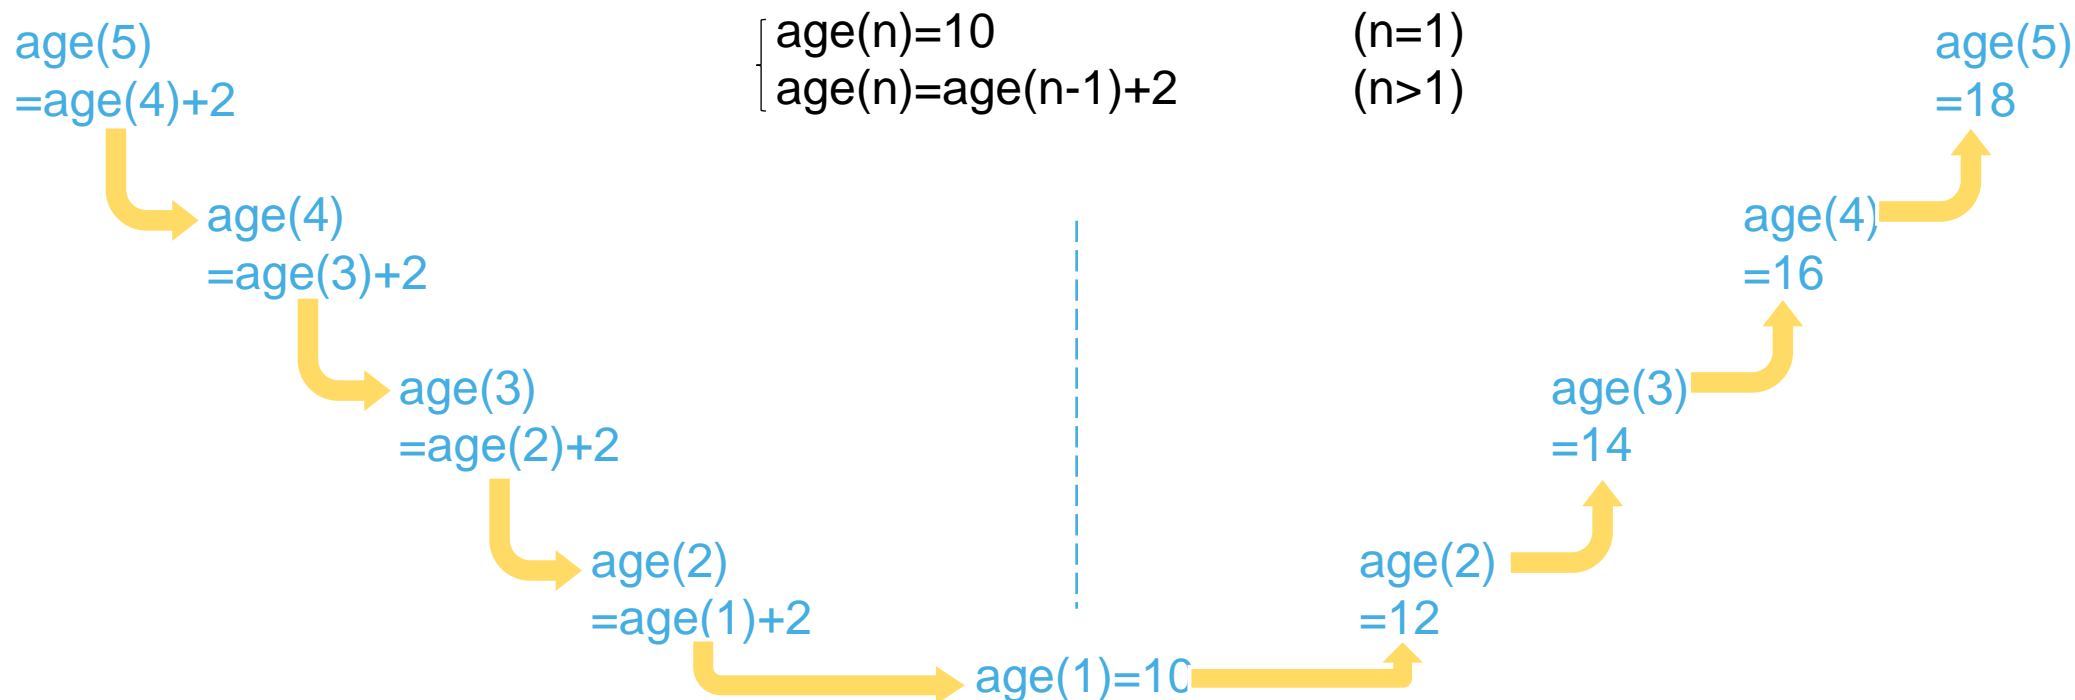 age(n)=10 (n=1)
age(n)=age(n-1)+2 (n>1)
age(5)
=age(4)+2
age(4)
=age(3)+2
age(3)
=age(2)+2
age(2)
=age(1)+2
age(1)=10
age(2)
=12
age(3)
=14
age(4)
=16
age(5)
=18